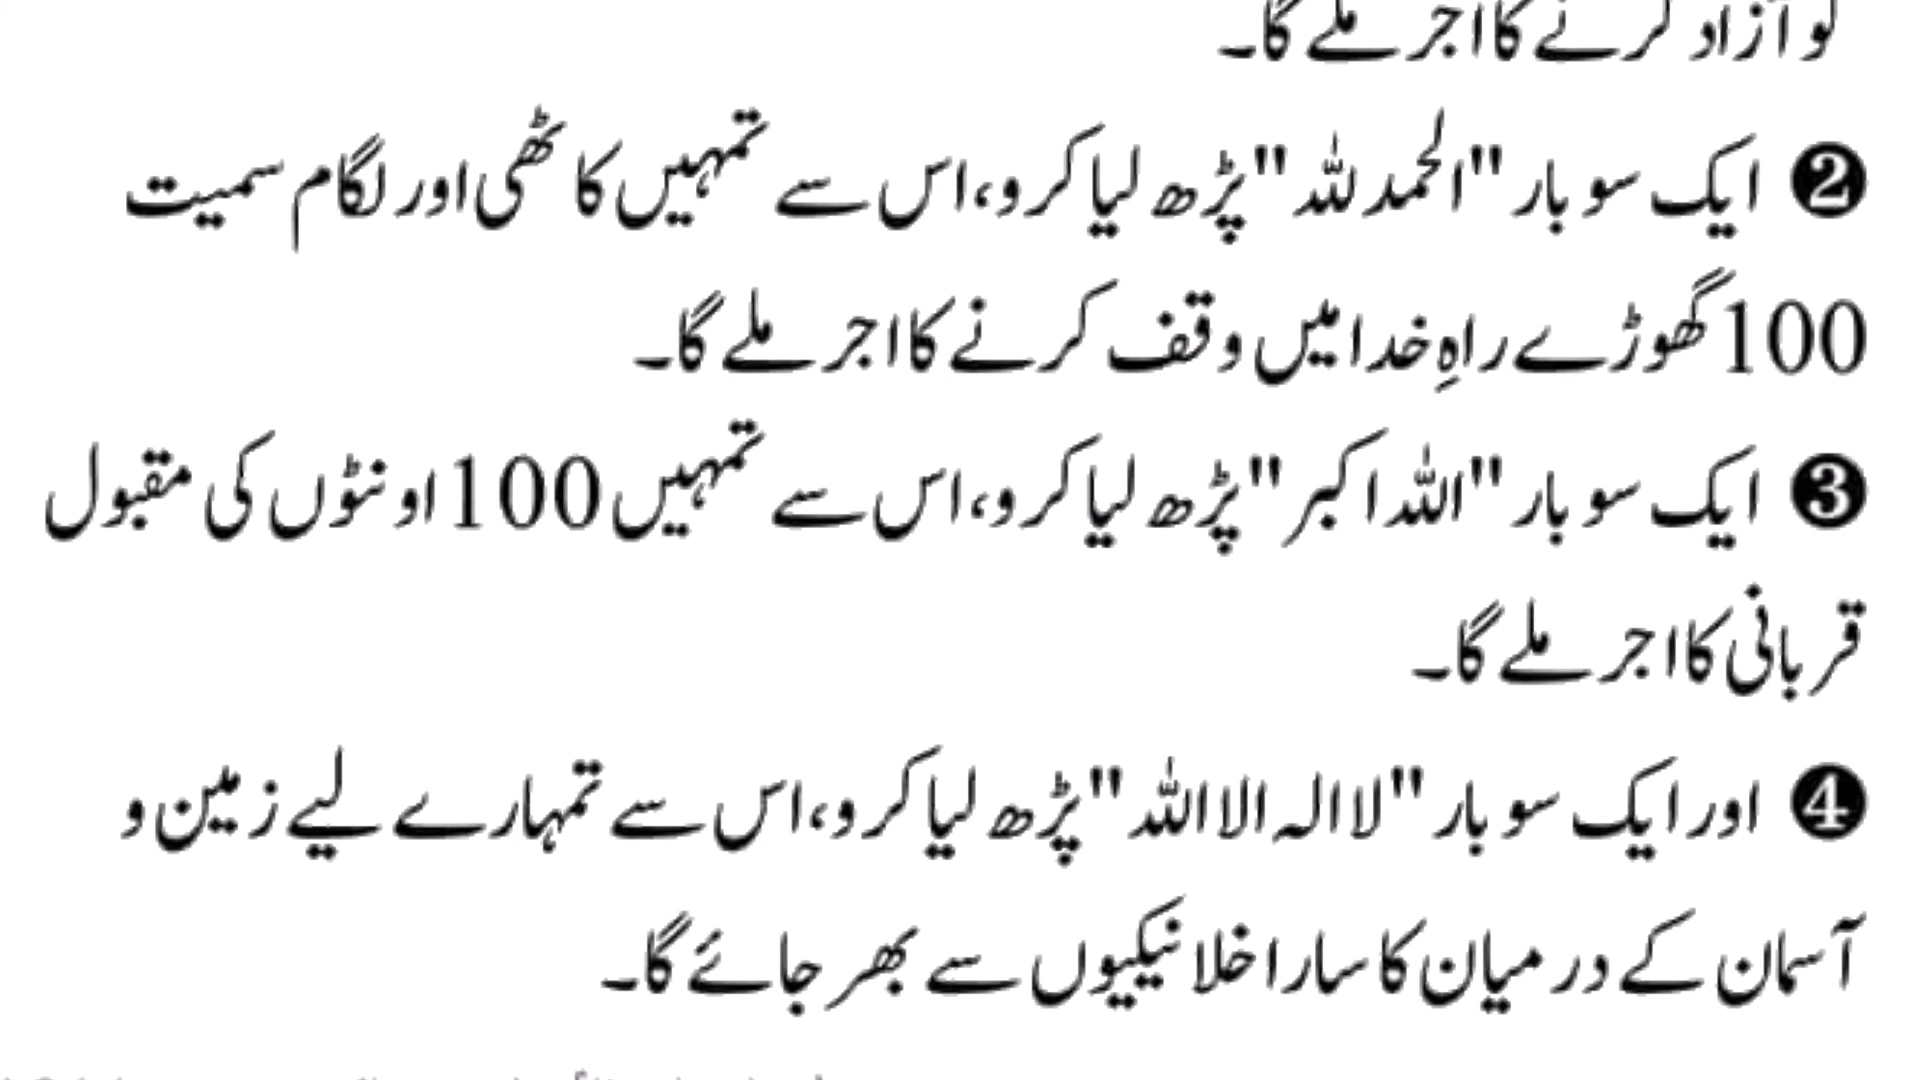 کو آزاد کرنے کا اجر ملے گا۔
❷ ایک سو بار "الحمد للہ" پڑھ لیا کرو، اس سے تمہیں کاٹھی اور لگام سمیت
100 گھوڑے راہِ خدا میں وقف کرنے کا اجر ملے گا۔
❸ ایک سو بار "اللہ اکبر" پڑھ لیا کرو، اس سے تمہیں 100 اونٹوں کی مقبول
قربانی کا اجر ملے گا۔
❹ اور ایک سو بار "لا الہ الا اللہ" پڑھ لیا کرو، اس سے تمہارے لیے زمین و
آسمان کے درمیان کا سارا خلا نیکیوں سے بھر جائے گا۔